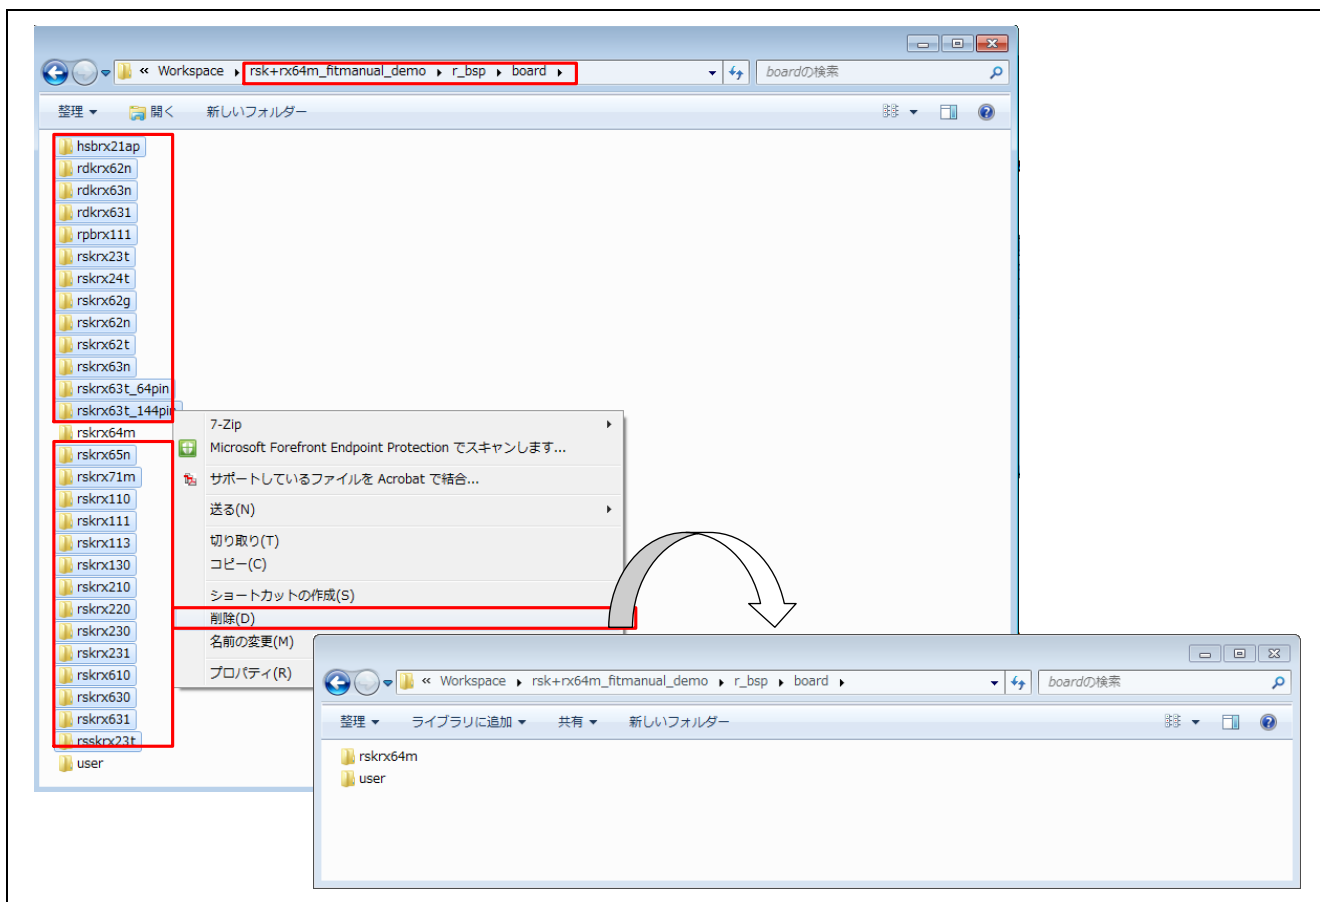 « Workspace rsk+rx64m_fitmanual_demo r_bsp board
boardの検索
整理 開く 新しいフォルダー
hsbrx21ap
rdkrx62n
rdkrx63n
rdkrx631
rpbrx111
rskrx23t
rskrx24t
rskrx62g
rskrx62n
rskrx62t
rskrx63n
rskrx63t_64pin
rskrx63t_144pin
rskrx64m
rskrx65n
rskrx71m
rskrx110
rskrx111
rskrx113
rskrx130
rskrx210
rskrx220
rskrx230
rskrx231
rskrx610
rskrx630
rskrx631
rsskrx23t
user
7-Zip
Microsoft Forefront Endpoint Protection でスキャンします...
サポートしているファイルを Acrobat で結合...
送る(N)
切り取り(T)
コピー(C)
ショートカットの作成(S)
削除(D)
名前の変更(M)
プロパティ(R)
« Workspace rsk+rx64m_fitmanual_demo r_bsp board
boardの検索
整理 ライブラリに追加 共有 新しいフォルダー
rskrx64m
user